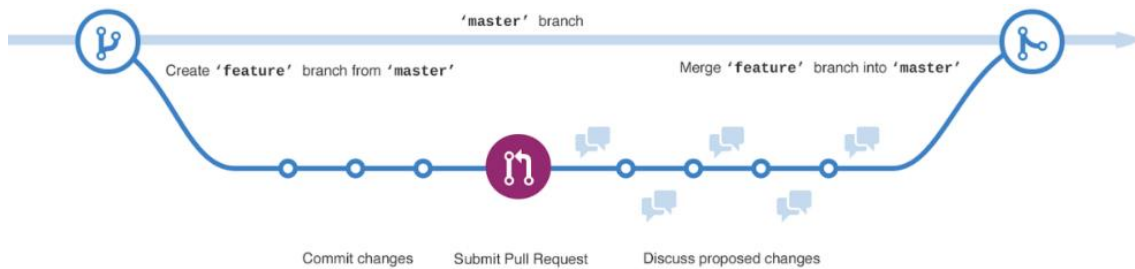 ‘master’ branch
Create ‘feature’ branch from ‘master’
Merge ‘feature’ branch into ‘master’
Commit changes
Submit Pull Request
Discuss proposed changes